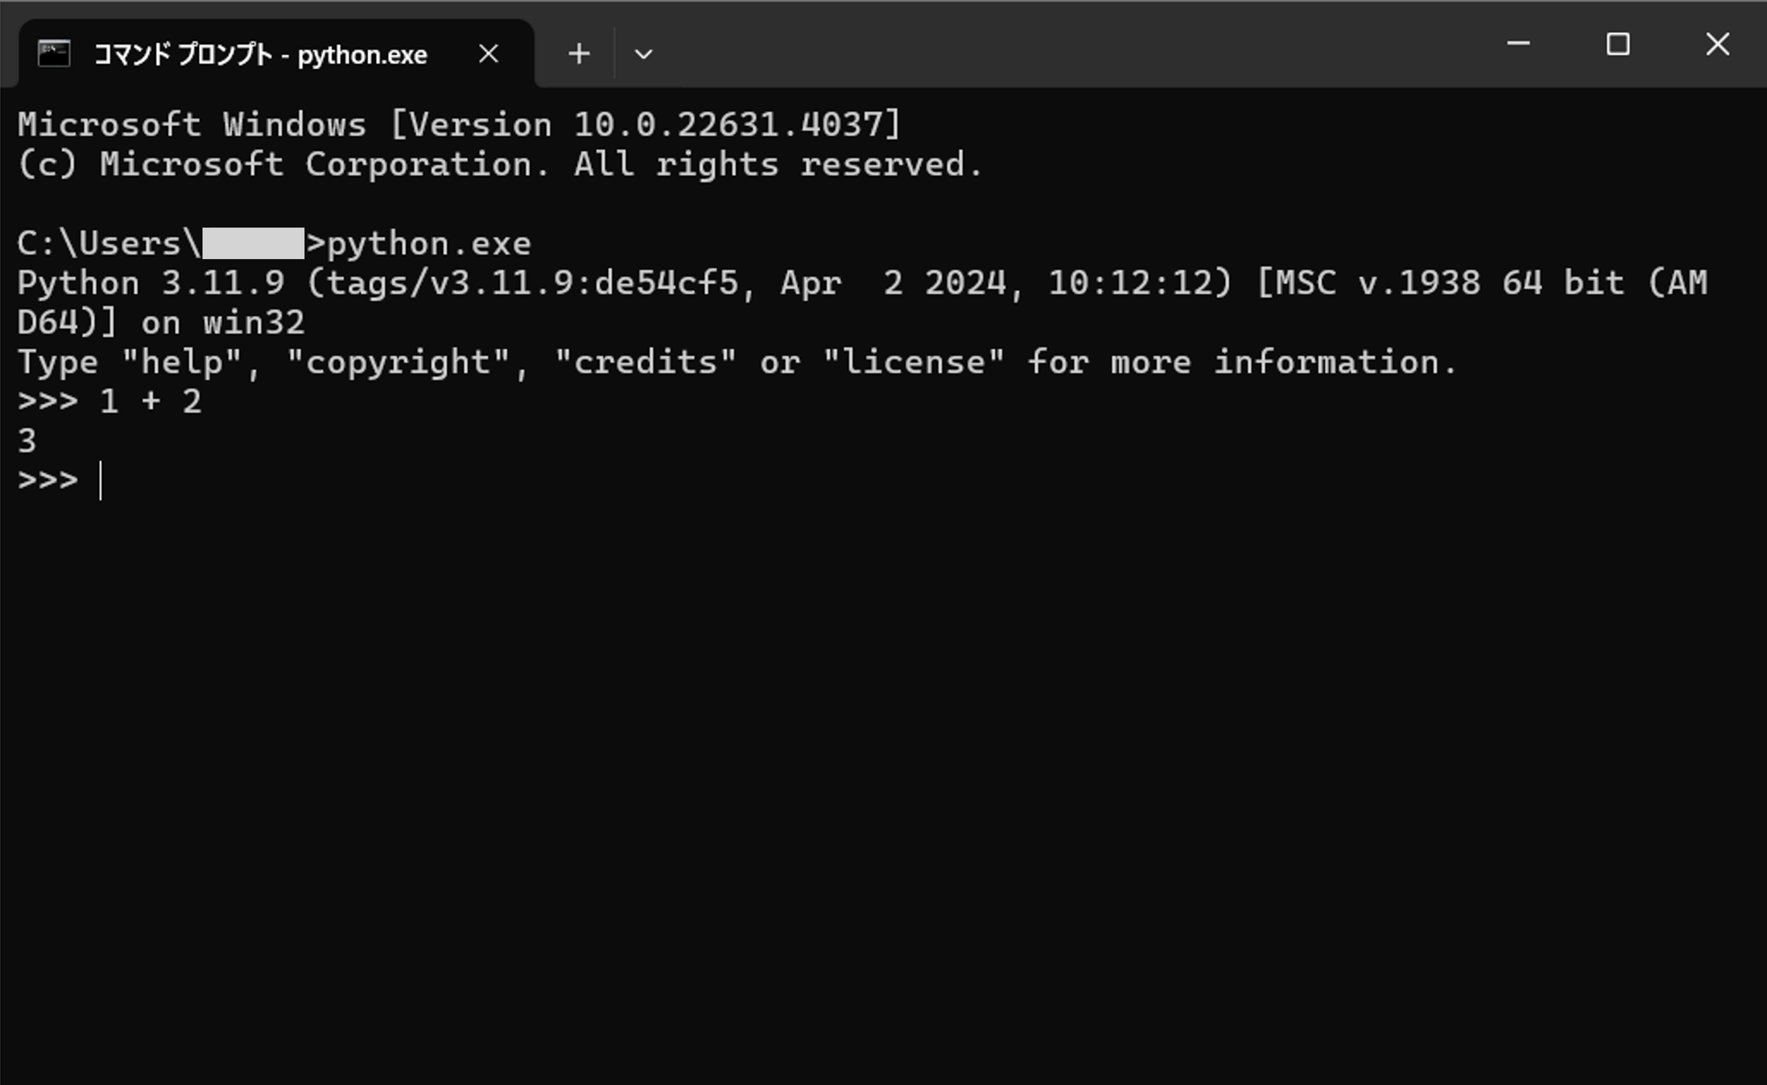 コマンド プロンプト - python.exe
Microsoft Windows [Version 10.0.22631.4037]
(c) Microsoft Corporation. All rights reserved.
C:\Users\>python.exe
Python 3.11.9 (tags/v3.11.9:de54cf5, Apr  2 2024, 10:12:12) [MSC v.1938 64 bit (AM
D64)] on win32
Type "help", "copyright", "credits" or "license" for more information.
>>> 1 + 2
3
>>>